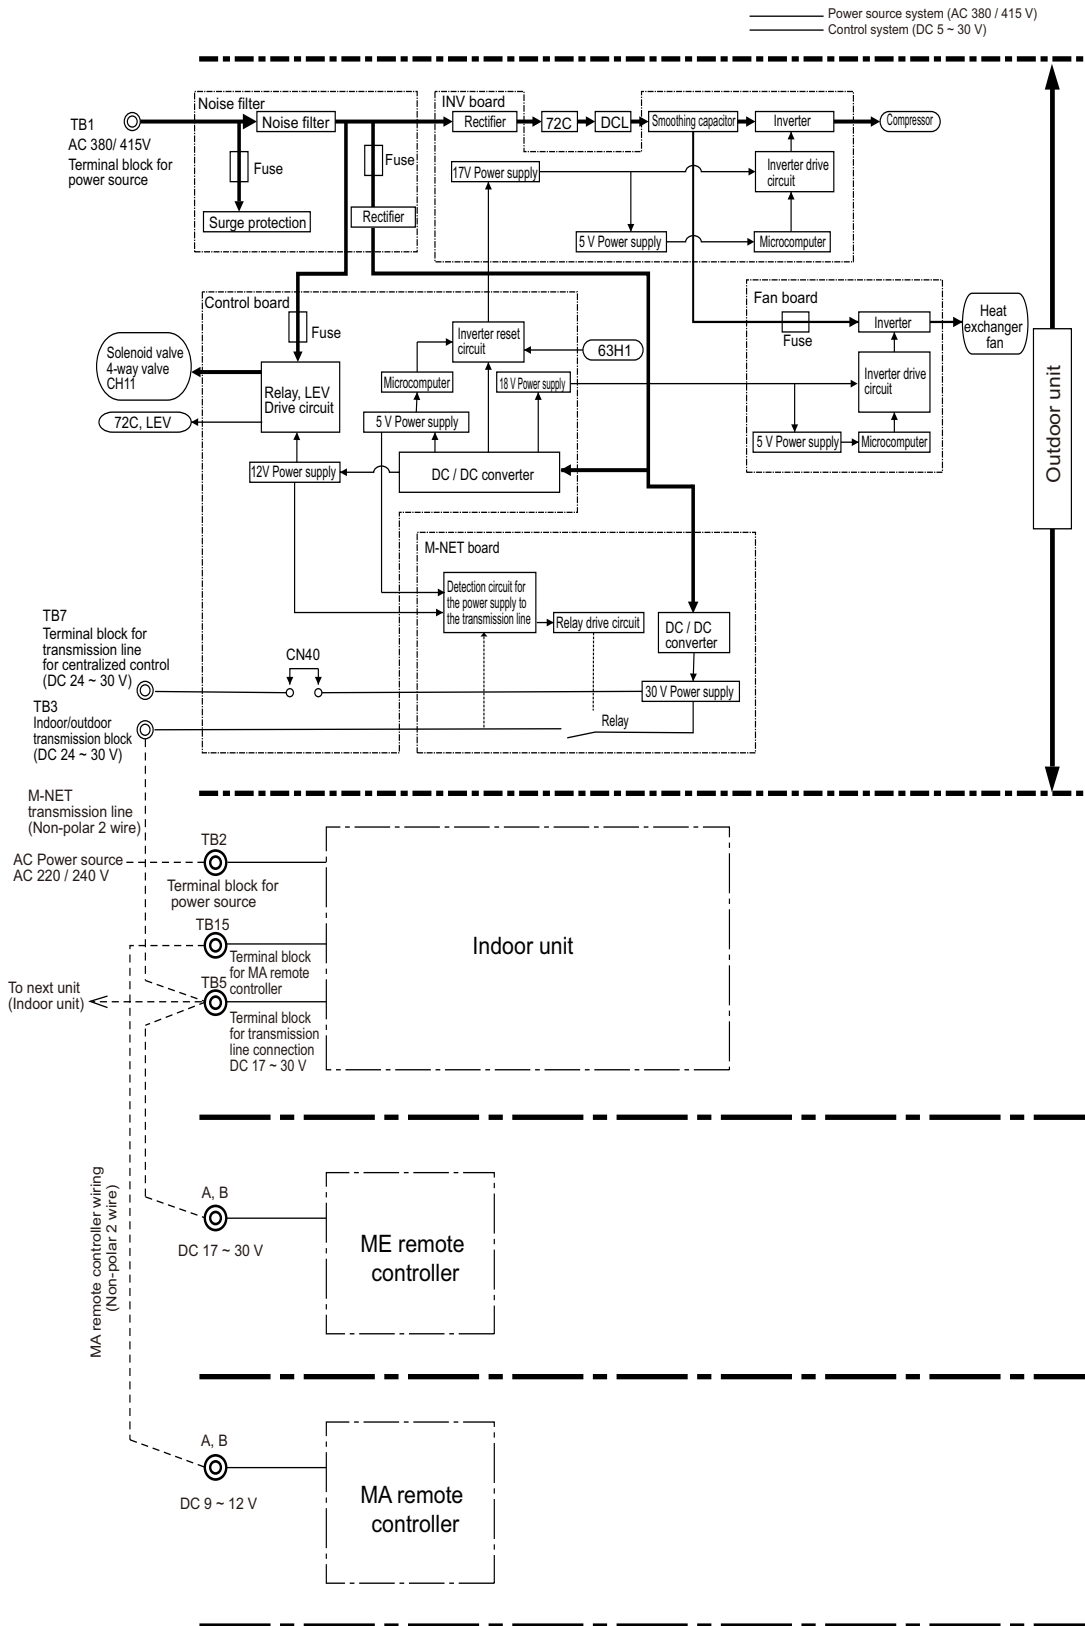 Power source system (AC 380 / 415 V)
Control system (DC 5 ~ 30 V)
Noise filter
INV board
TB1
AC 380/ 415V
Terminal block for
power source
Noise filter
Rectifier
72C
DCL
Smoothing capacitor
Inverter
Compressor
Fuse
Fuse
Surge protection
Rectifier
17V Power supply
Inverter drive
circuit
5 V Power supply
Microcomputer
Control board
Fuse
Solenoid valve
4-way valve
CH11
72C, LEV
Relay, LEV
Drive circuit
Inverter reset
circuit
63H1
Microcomputer
18 V Power supply
5 V Power supply
12V Power supply
DC / DC converter
Fan board
Fuse
Inverter
Heat
exchanger
fan
Inverter drive
circuit
5 V Power supply
Microcomputer
Outdoor unit
M-NET board
Detection circuit for
the power supply to
the transmission line
Relay drive circuit
DC / DC
converter
30 V Power supply
Relay
TB7
Terminal block for
transmission line
for centralized control
(DC 24 ~ 30 V)
CN40
TB3
Indoor/outdoor
transmission block
(DC 24 ~ 30 V)
M-NET
transmission line
(Non-polar 2 wire)
AC Power source
AC 220 / 240 V
TB2
Terminal block for
power source
TB15
Terminal block
for MA remote
controller
To next unit
(Indoor unit)
TB5
Terminal block
for transmission
line connection
DC 17 ~ 30 V
Indoor unit
MA remote controller wiring
(Non-polar 2 wire)
A, B
DC 17 ~ 30 V
ME remote
controller
A, B
DC 9 ~ 12 V
MA remote
controller